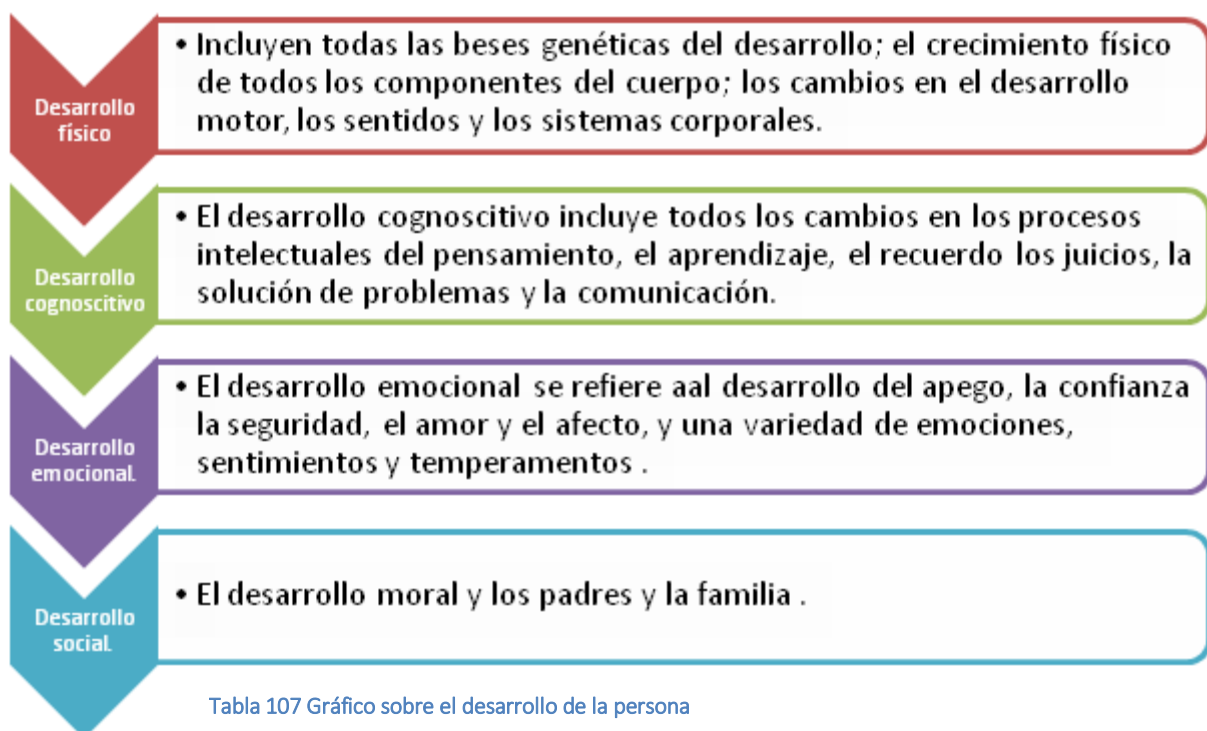 Desarrollo
físico
• Incluyen todas las beses genéticas del desarrollo; el crecimiento físico
de todos los componentes del cuerpo; los cambios en el desarrollo
motor, los sentidos y los sistemas corporales.
Desarrollo
cognoscitivo
• El desarrollo cognoscitivo incluye todos los cambios en los procesos
intelectuales del pensamiento, el aprendizaje, el recuerdo los juicios, la
solución de problemas y la comunicación.
Desarrollo
emocional.
• El desarrollo emocional se refiere aal desarrollo del apego, la confianza
la seguridad, el amor y el afecto, y una variedad de emociones,
sentimientos y temperamentos .
Desarrollo
social.
• El desarrollo moral y los padres y la familia .
Tabla 107 Gráfico sobre el desarrollo de la persona